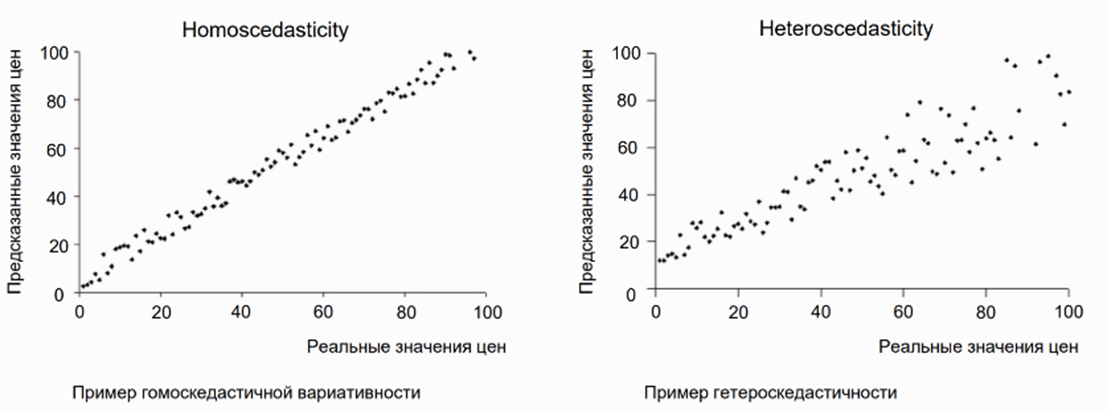 Homoscedasticity
Предсказанные значения цен
100
80
60
40
20
0
0 20 40 60 80 100
Реальные значения цен
Пример гомоскедастичной вариативности
Heteroscedasticity
Предсказанные значения цен
100
80
60
40
20
0
0 20 40 60 80 100
Реальные значения цен
Пример гетероскедастичности